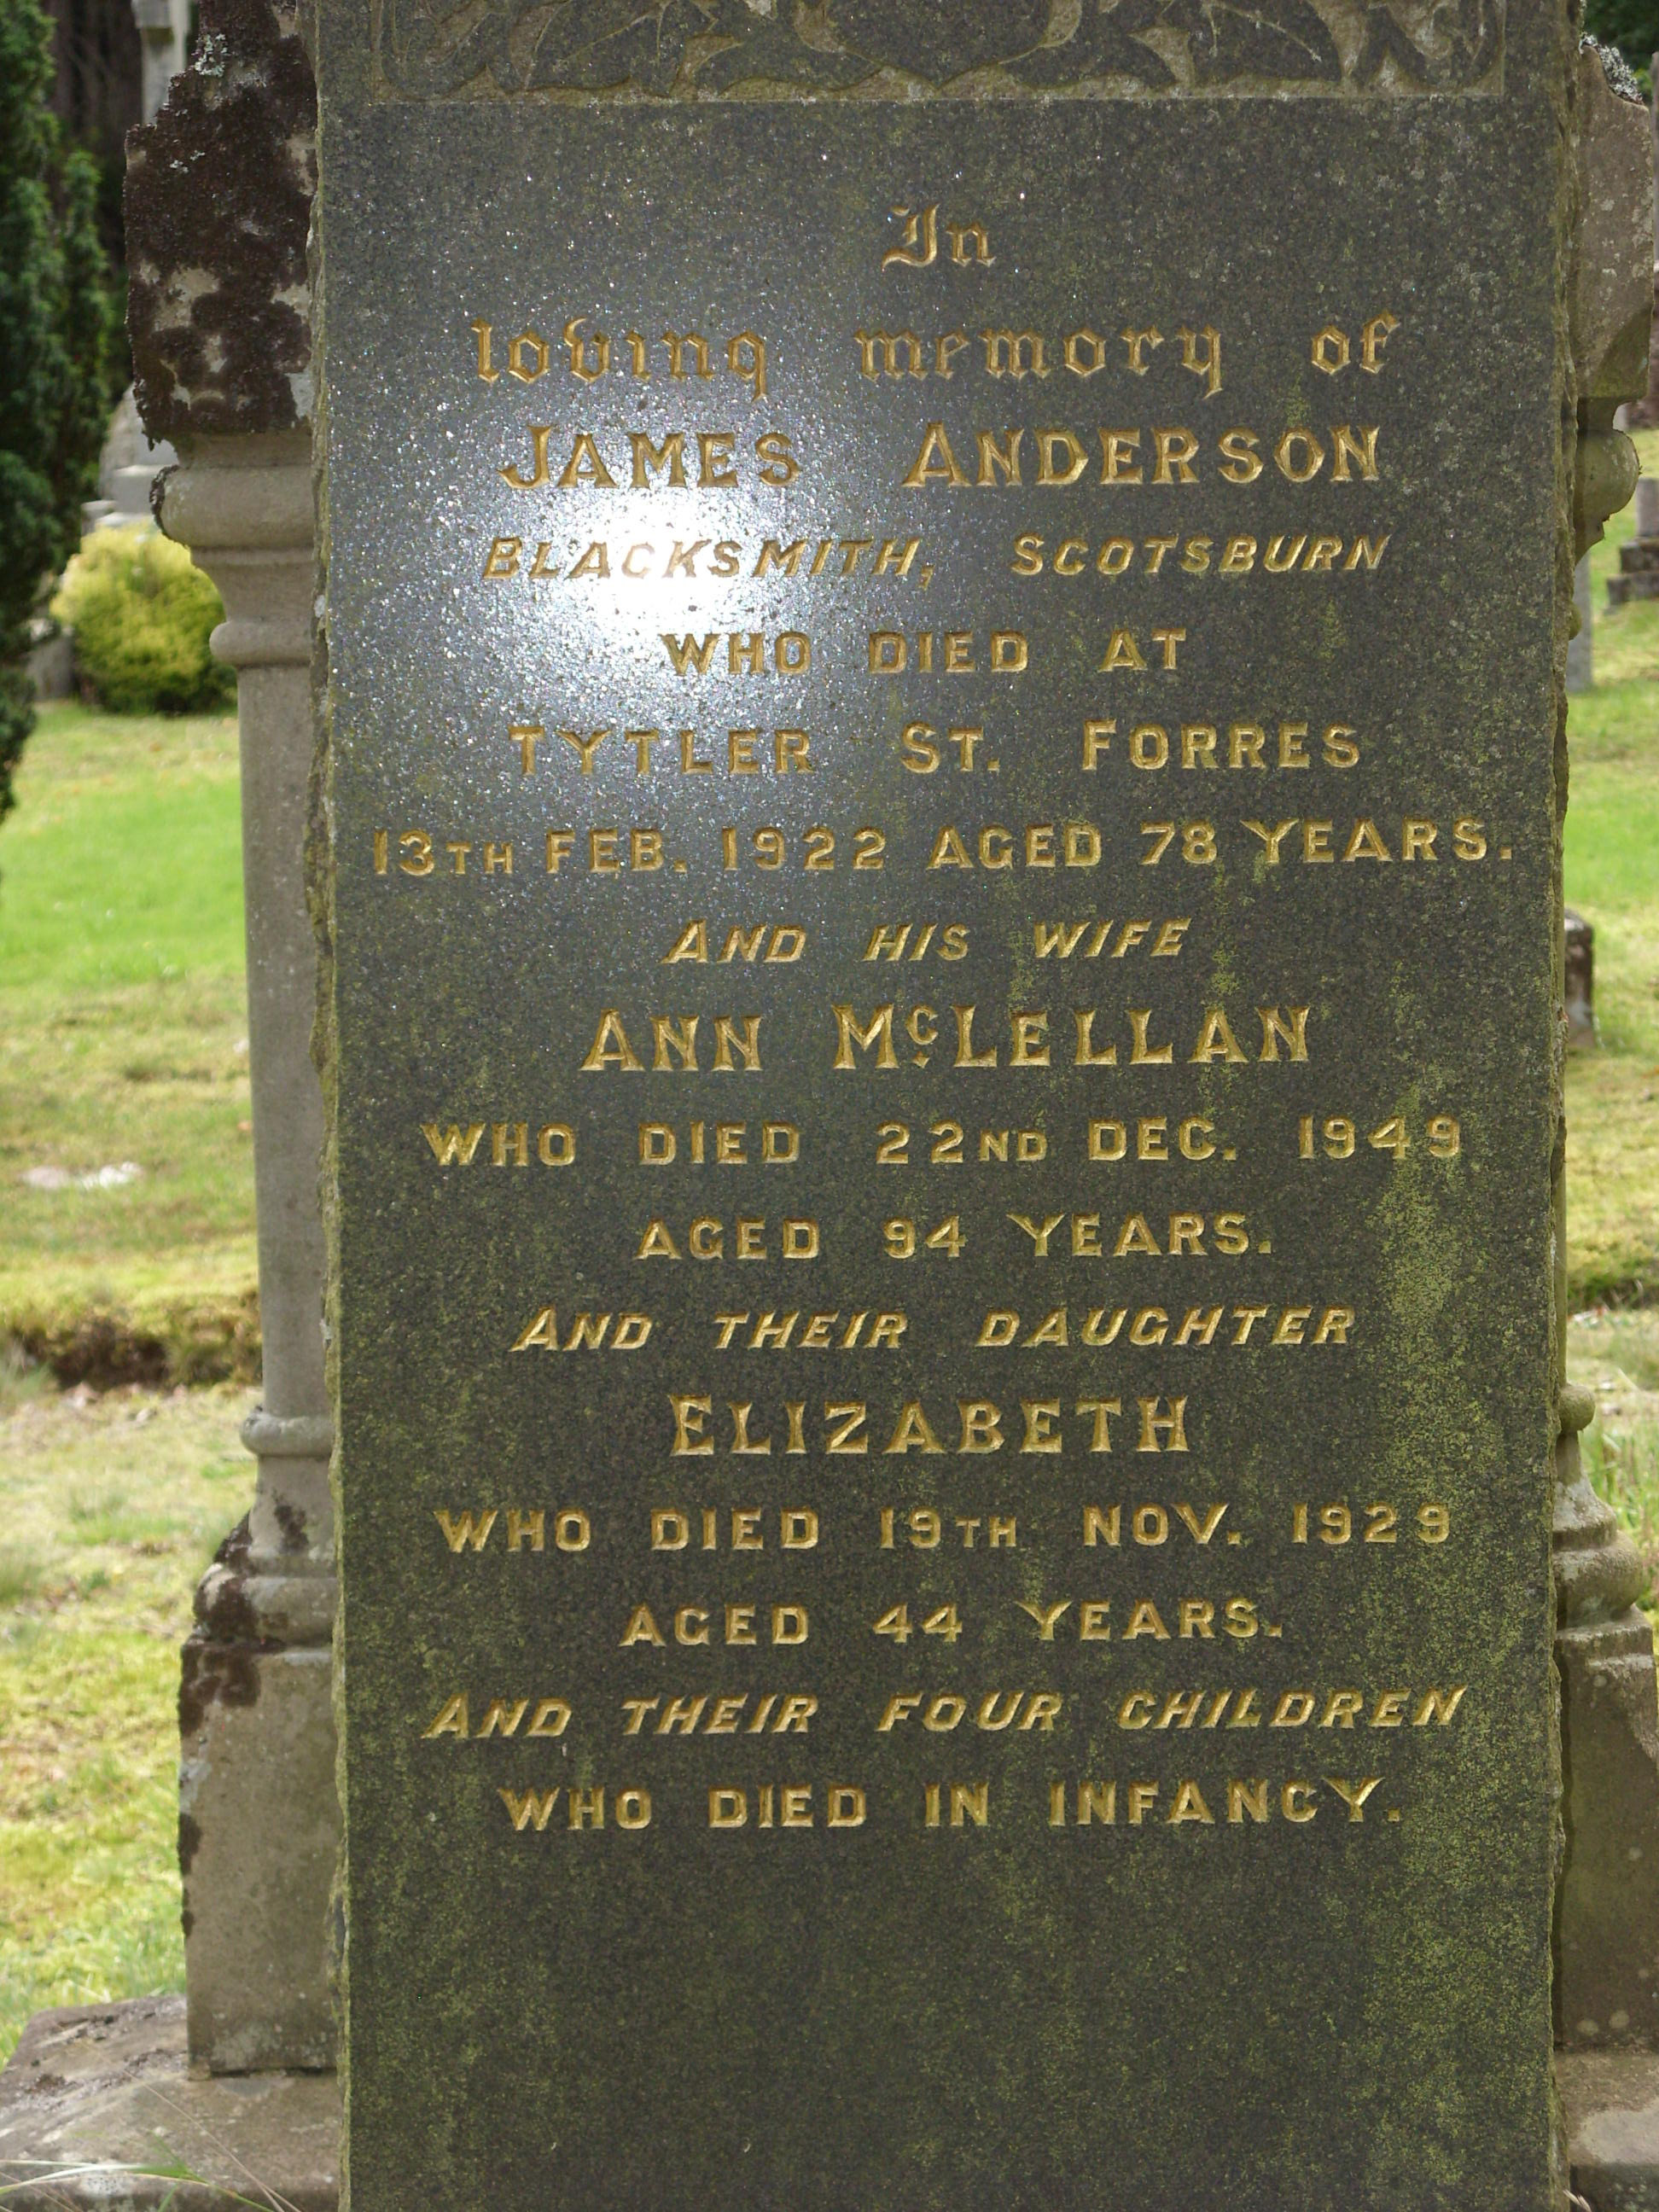 In
loving memory of
JAMES ANDERSON
BLACKSMITH, SCOTSBURN
WHO DIED AT
TYTLER ST. FORRES
13TH FEB. 1922 AGED 78 YEARS.
AND HIS WIFE
ANN McLELLAN
WHO DIED 22ND DEC. 1949
AGED 94 YEARS.
AND THEIR DAUGHTER
ELIZABETH
WHO DIED 19TH NOV. 1929
AGED 44 YEARS.
AND THEIR FOUR CHILDREN
WHO DIED IN INFANCY.